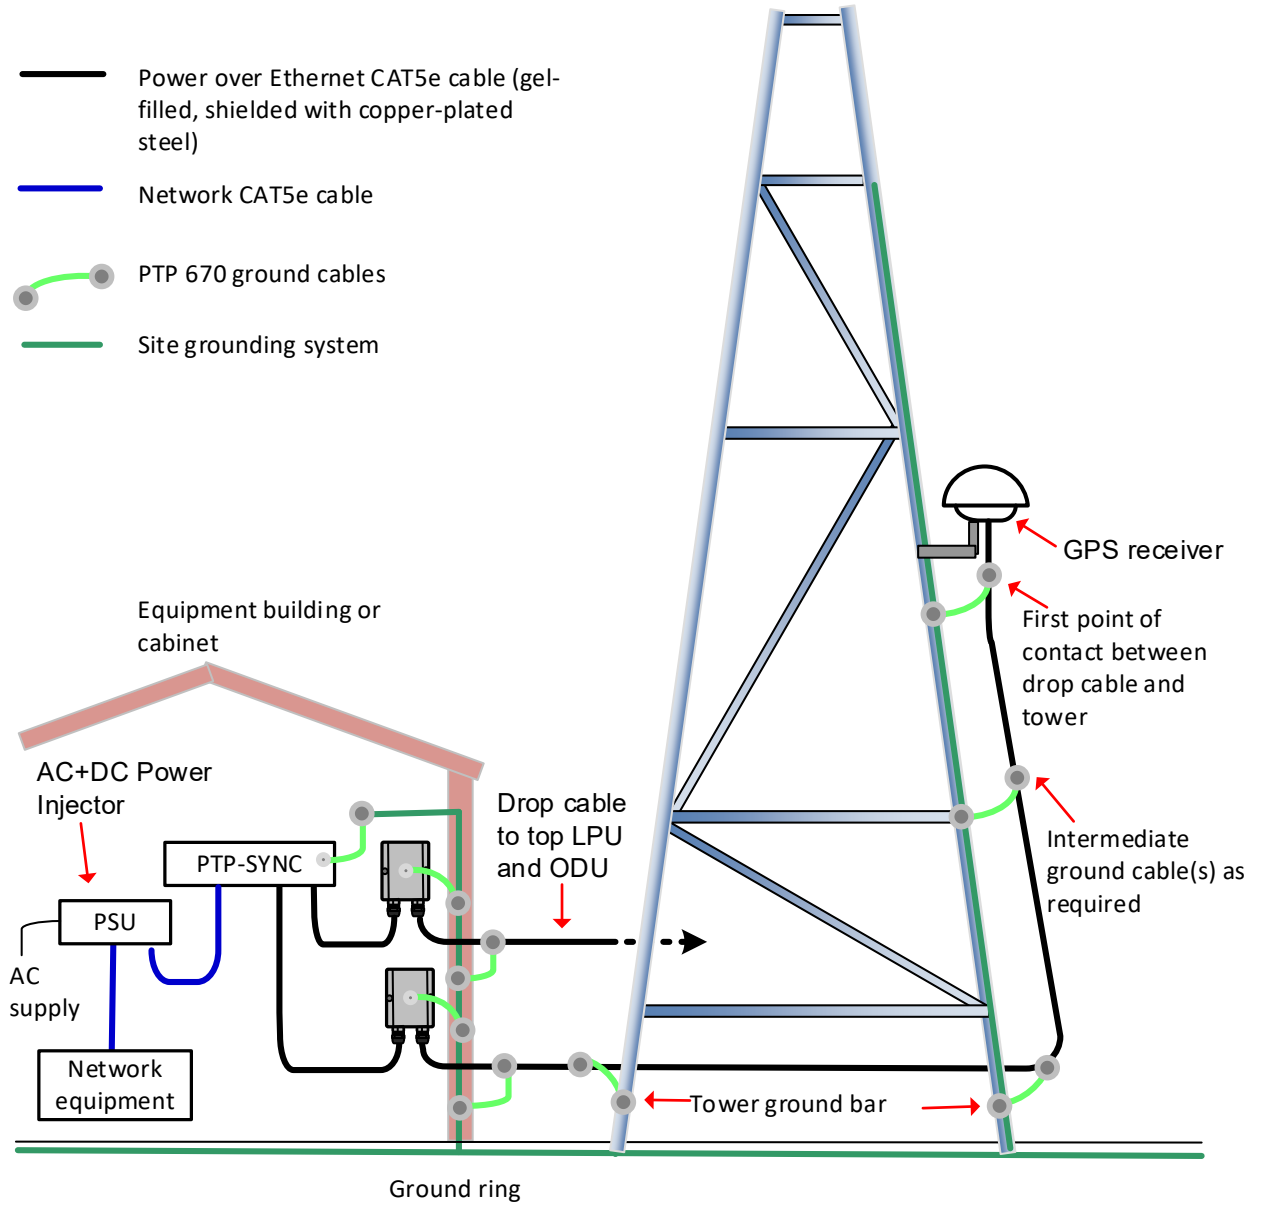 Power over Ethernet CAT5e cable (gel-
filled, shielded with copper-plated
steel)
Network CAT5e cable
PTP 670 ground cables
Site grounding system
GPS receiver
First point of
contact between
drop cable and
tower
Equipment building or
cabinet
AC+DC Power
Injector
Drop cable
to top LPU
and ODU
PTP-SYNC
PSU
AC
supply
Intermediate
ground cable(s) as
required
Network
equipment
Tower ground bar
Ground ring